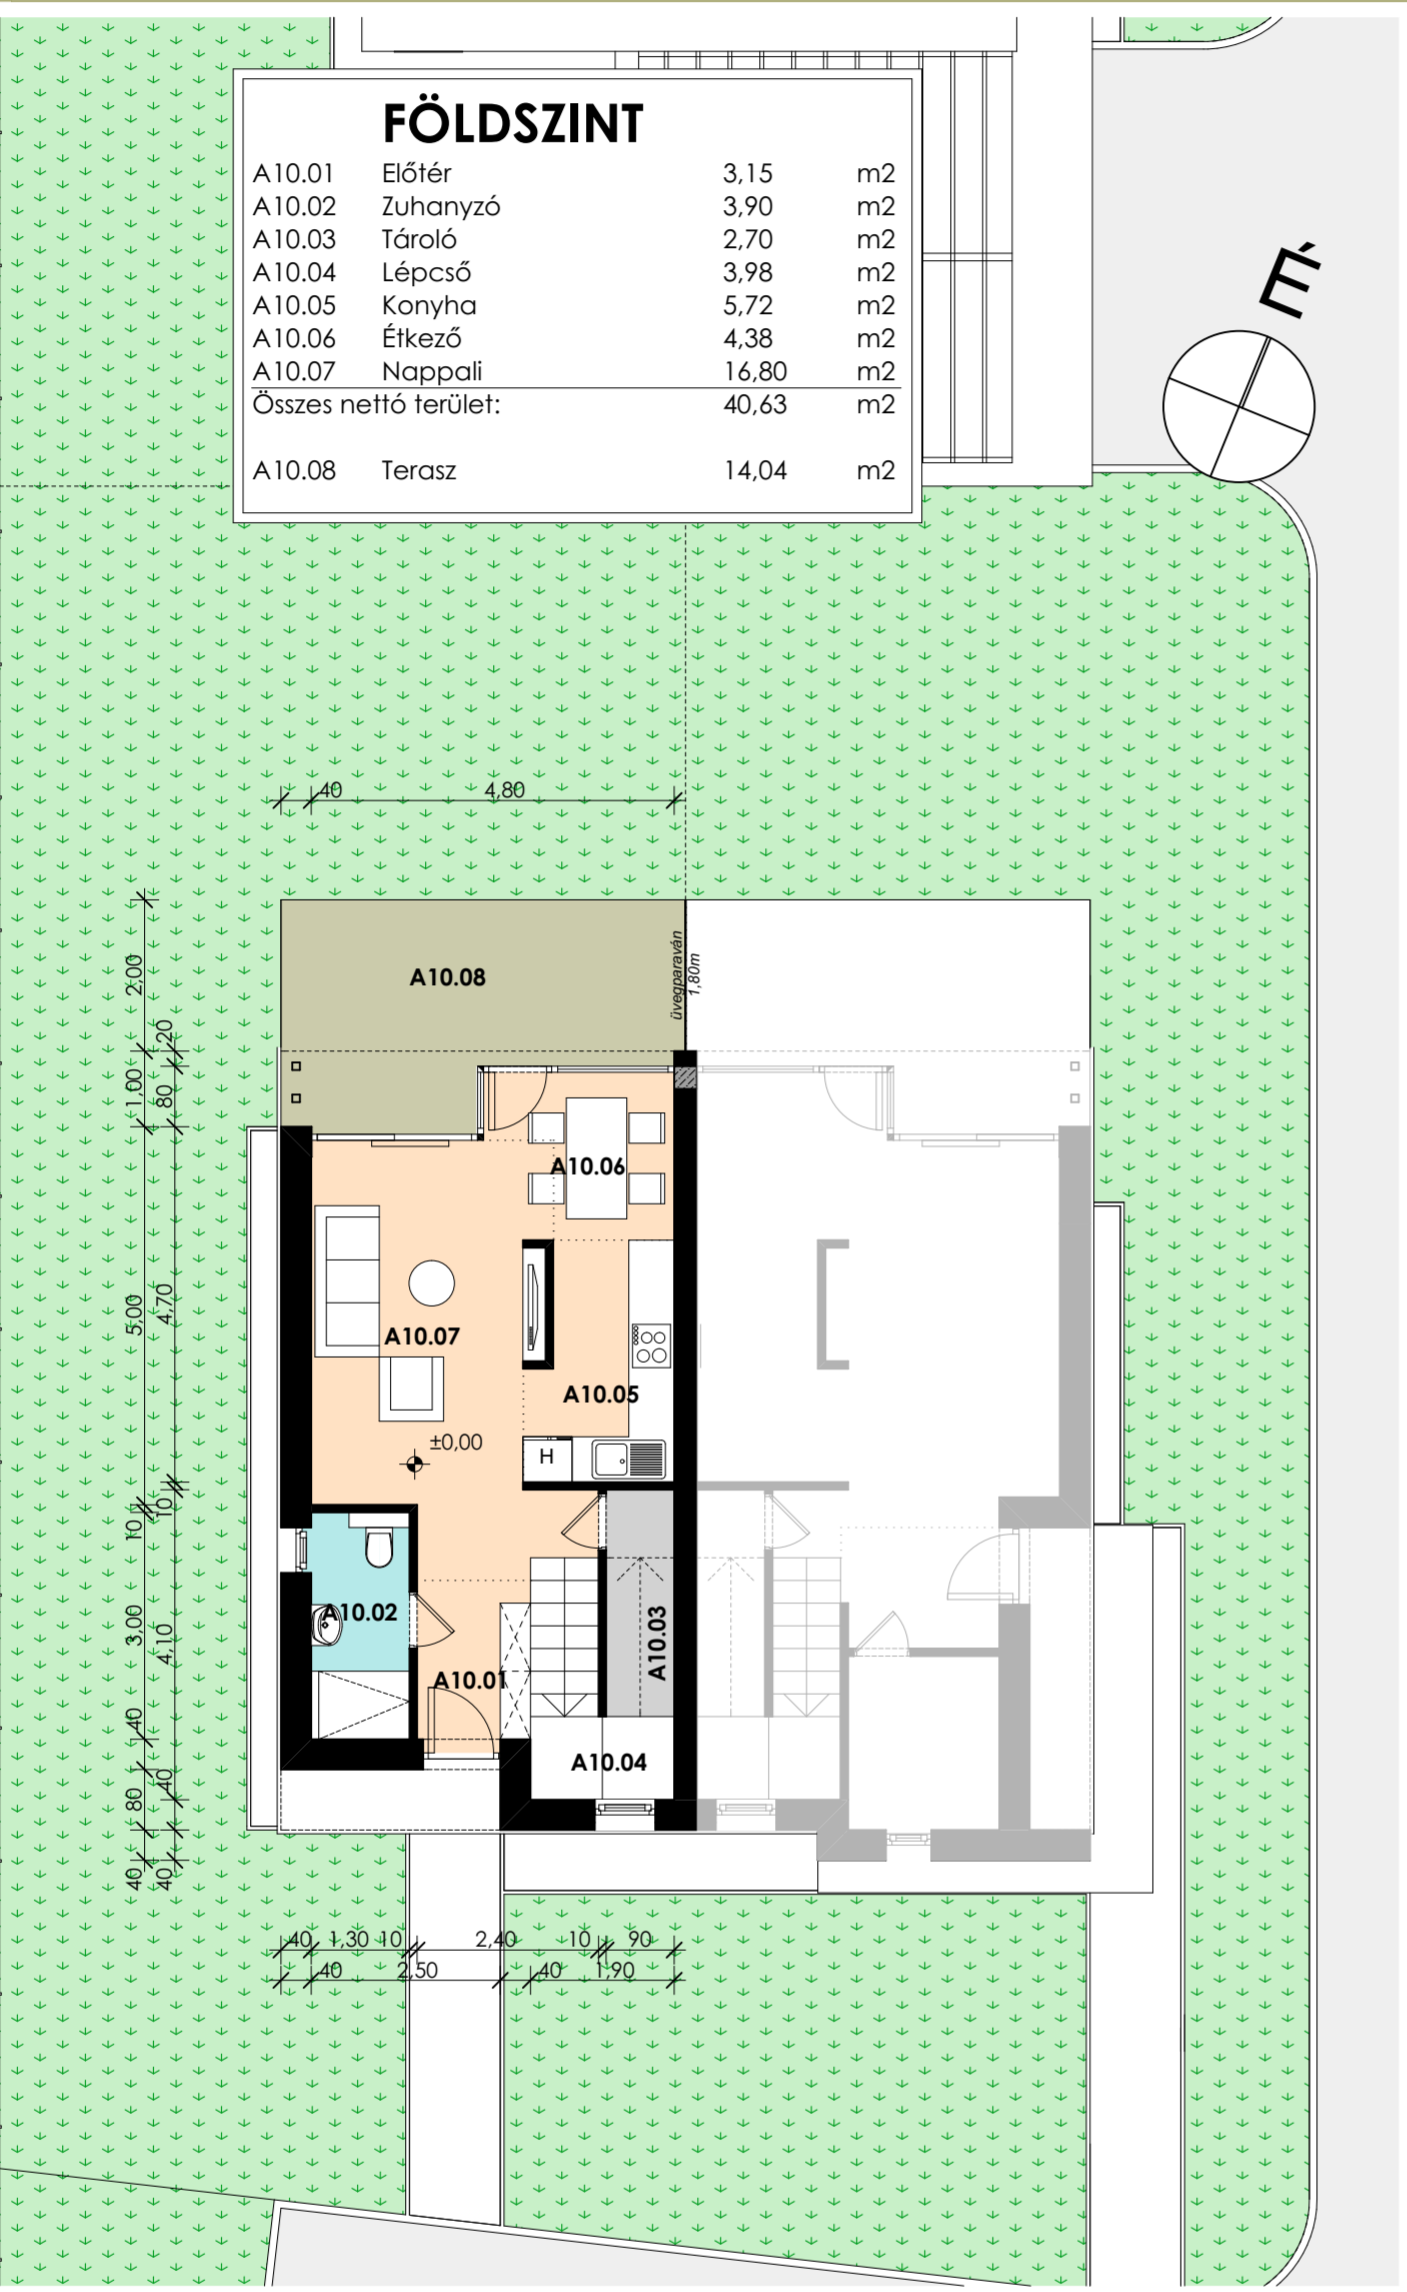 FÖLDSZINT
A10.01 Előtér 3,15 m2
A10.02 Zuhanyzó 3,90 m2
A10.03 Tároló 2,70 m2
A10.04 Lépcső 3,98 m2
A10.05 Konyha 5,72 m2
A10.06 Étkező 4,38 m2
A10.07 Nappali 16,80 m2
Összes nettó terület: 40,63 m2
A10.08 Terasz 14,04 m2
É
40 4,80
A10.08
üvegparaván
1,80m
2,00
20
1,00
80
A10.06
5,00
4,70
A10.07
A10.05
±0,00
H
10
10
A10.02
A10.03
3,00
4,10
A10.01
40
A10.04
80
40
40
40
40 1,30 10 2,40 10 90
40 2,50 40 1,90